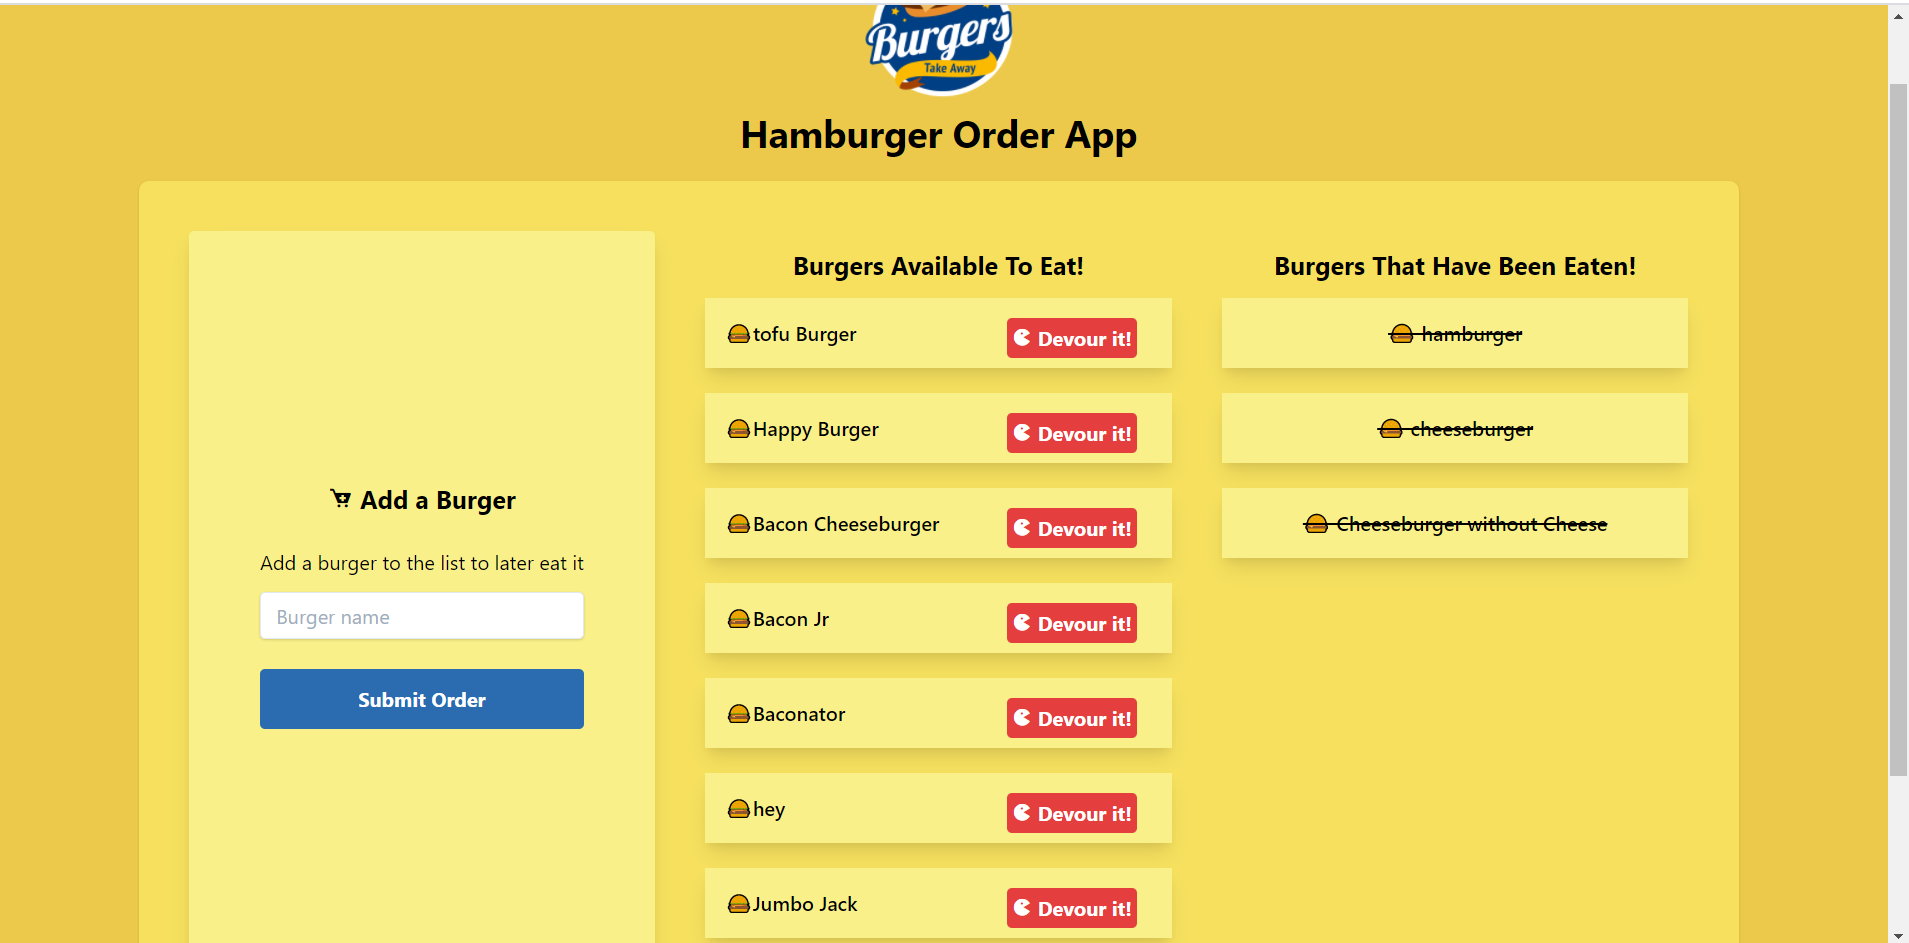 Burgers
Take Away
Hamburger Order App
Add a Burger
Add a burger to the list to later eat it
Burger name
Submit Order
Burgers Available To Eat!
tofu Burger
Devour it!
Happy Burger
Devour it!
Bacon Cheeseburger
Devour it!
Bacon Jr
Devour it!
Baconator
Devour it!
hey
Devour it!
Jumbo Jack
Devour it!
Burgers That Have Been Eaten!
hamburger
cheeseburger
Cheeseburger without Cheese